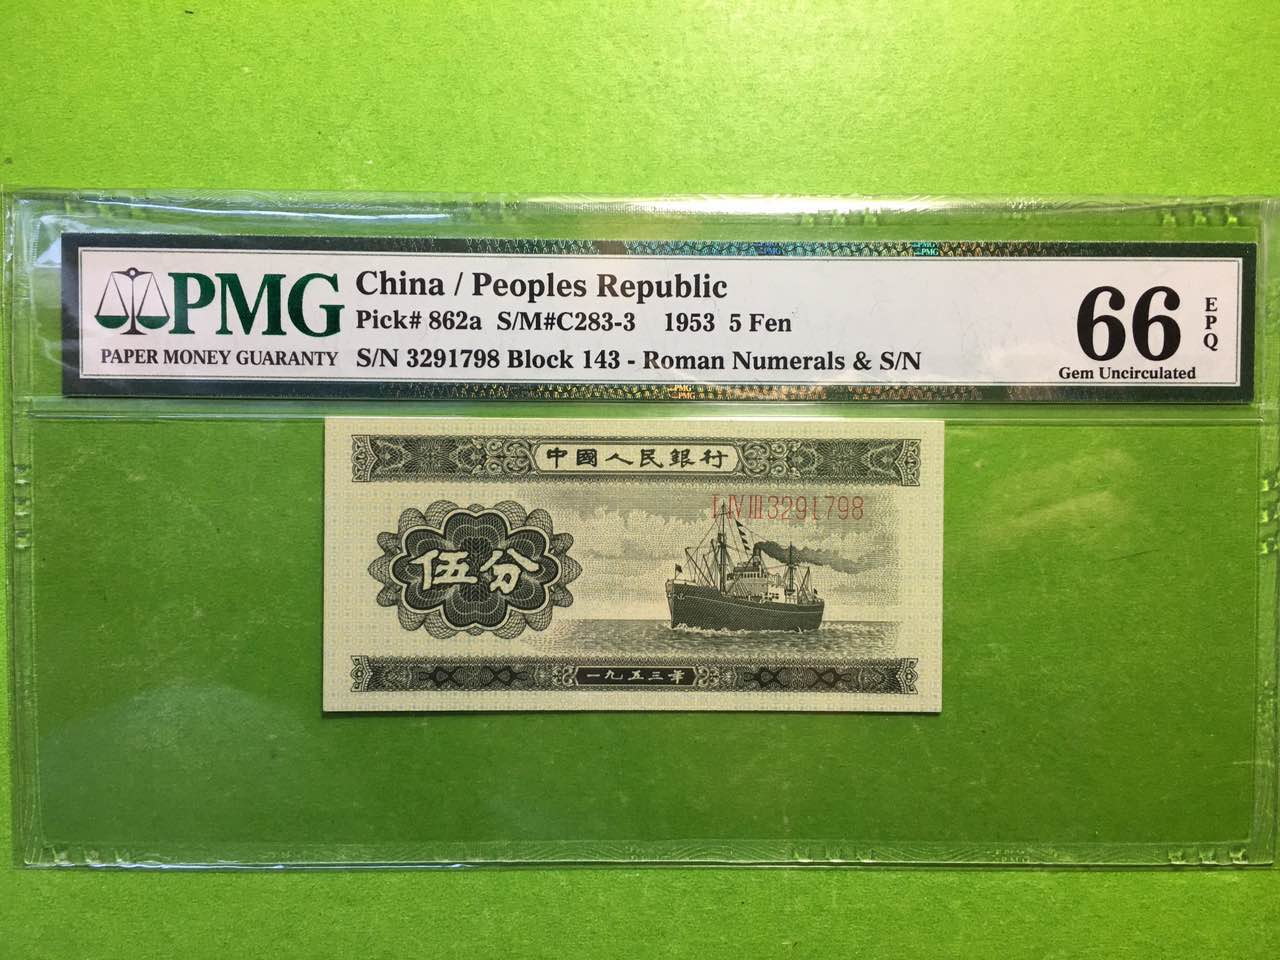 PMG
PAPER MONEY GUARANTY
China / Peoples Republic
Pick# 862a S/M#C283-3 1953 5 Fen
S/N 3291798 Block 143 - Roman Numerals & S/N
66
EPQ
Gem Uncirculated
中國人民銀行
I IV III 3291798
伍分
一九五三年